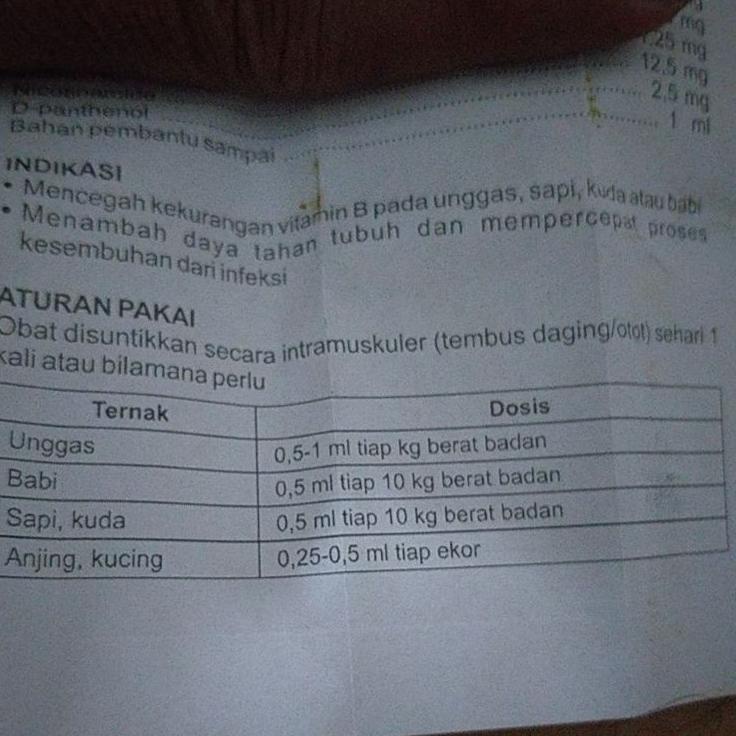 mg
1,25 mg
12,5 mg
Nicotinamide
D-panthenol 2,5 mg
Bahan pembantu sampai 1 ml
INDIKASI
• Mencegah kekurangan vitamin B pada unggas, sapi, kuda atau babi
• Menambah daya tahan tubuh dan mempercepat proses
kesembuhan dari infeksi
ATURAN PAKAI
Obat disuntikkan secara intramuskuler (tembus daging/otot) sehari 1
kali atau bilamana perlu
Ternak Dosis
Unggas 0,5-1 ml tiap kg berat badan
Babi 0,5 ml tiap 10 kg berat badan
Sapi, kuda 0,5 ml tiap 10 kg berat badan
Anjing, kucing 0,25-0,5 ml tiap ekor